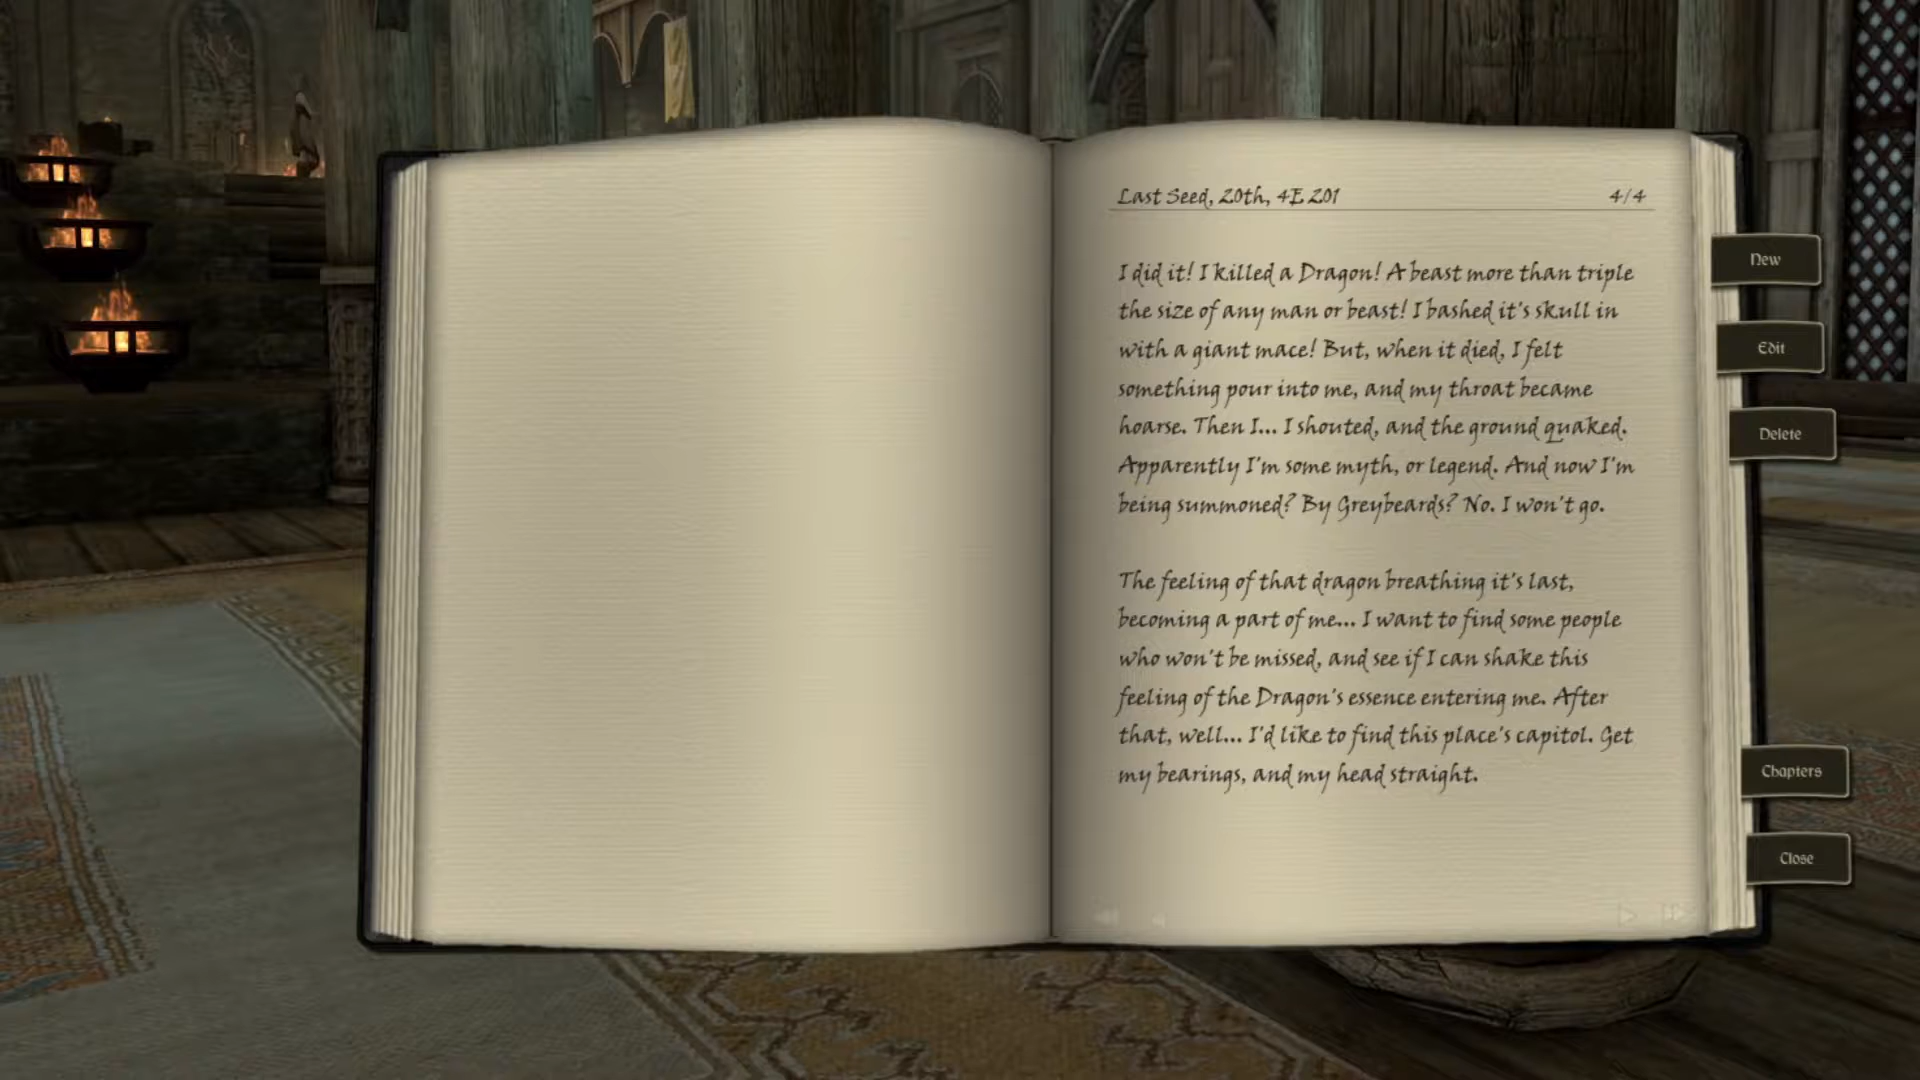 Last Seed, 20th, 4E 201
4/4
I did it! I killed a Dragon! A beast more than triple
the size of any man or beast! I bashed it's skull in
with a giant mace! But, when it died, I felt
something pour into me, and my throat became
hoarse. Then I... I shouted, and the ground quaked.
Apparently I'm some myth, or legend. And now I'm
being summoned? By Greybeards? No. I won't go.
The feeling of that dragon breathing it's last,
becoming a part of me... I want to find some people
who won't be missed, and see if I can shake this
feeling of the Dragon's essence entering me. After
that, well... I'd like to find this place's capitol. Get
my bearings, and my head straight.
New
Edit
Delete
Chapters
Close